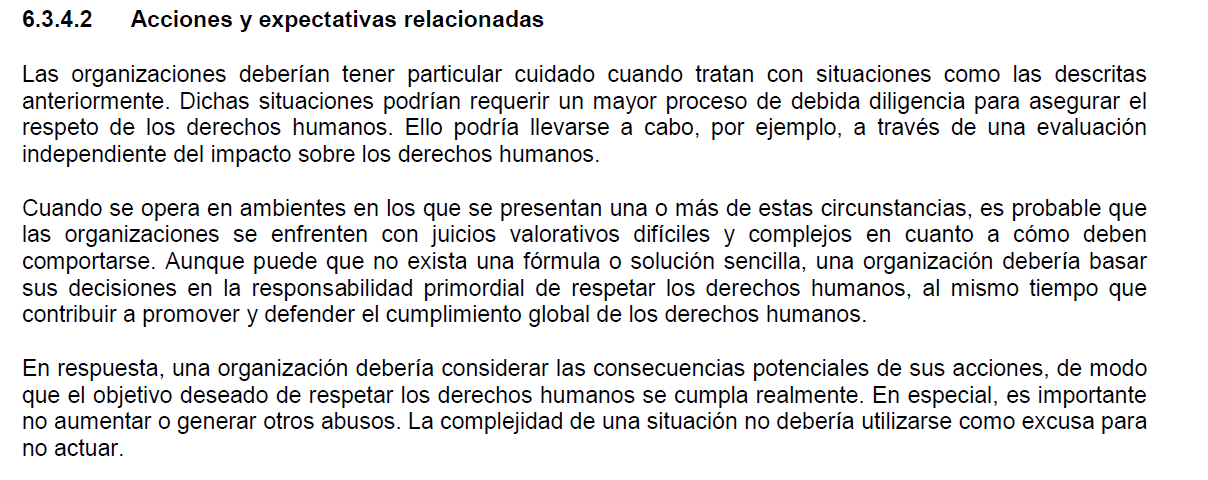 6.3.4.2 Acciones y expectativas relacionadas
Las organizaciones deberían tener particular cuidado cuando tratan con situaciones como las descritas
anteriormente. Dichas situaciones podrían requerir un mayor proceso de debida diligencia para asegurar el
respeto de los derechos humanos. Ello podría llevarse a cabo, por ejemplo, a través de una evaluación
independiente del impacto sobre los derechos humanos.
Cuando se opera en ambientes en los que se presentan una o más de estas circunstancias, es probable que
las organizaciones se enfrenten con juicios valorativos difíciles y complejos en cuanto a cómo deben
comportarse. Aunque puede que no exista una fórmula o solución sencilla, una organización debería basar
sus decisiones en la responsabilidad primordial de respetar los derechos humanos, al mismo tiempo que
contribuir a promover y defender el cumplimiento global de los derechos humanos.
En respuesta, una organización debería considerar las consecuencias potenciales de sus acciones, de modo
que el objetivo deseado de respetar los derechos humanos se cumpla realmente. En especial, es importante
no aumentar o generar otros abusos. La complejidad de una situación no debería utilizarse como excusa para
no actuar.